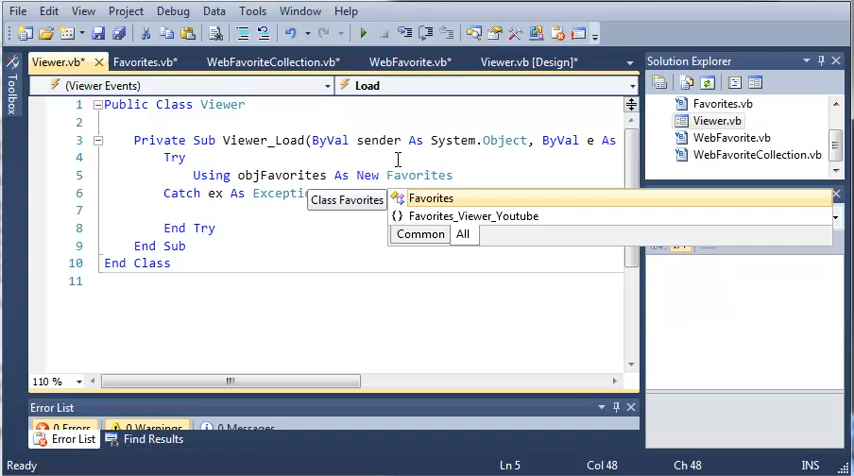 File Edit View Project Debug Data Tools Window Help
Viewer.vb* Favorites.vb* WebFavoriteCollection.vb* WebFavorite.vb* Viewer.vb [Design]*
(Viewer Events) Load
1 Public Class Viewer
2
3 Private Sub Viewer_Load(ByVal sender As System.Object, ByVal e As
4 Try
5 Using objFavorites As New Favorites
6 Catch ex As Exceptio
7
8 End Try
9 End Sub
10 End Class
11
Class Favorites
Favorites
{} Favorites_Viewer_Youtube
Common All
110 %
Toolbox
Solution Explorer
Favorites.vb
Viewer.vb
WebFavorite.vb
WebFavoriteCollection.vb
Error List
0 Errors 0 Warnings 0 Messages
Error List Find Results
Ready Ln 5 Col 48 Ch 48 INS